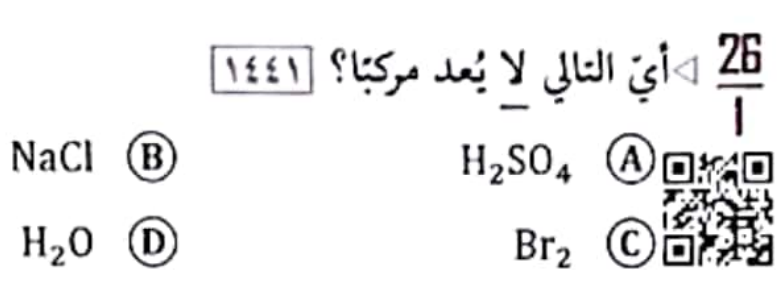 26/1 ◁ أيّ التالي لا يُعد مركبًا؟ ١٤٤١
A H₂SO₄ B NaCl
C Br₂ D H₂O